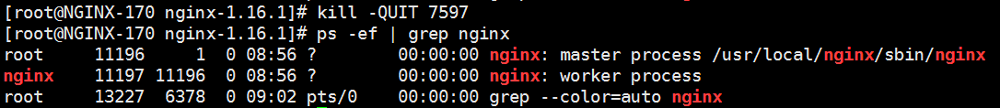 [root@NGINX-170 nginx-1.16.1]# kill -QUIT 7597
[root@NGINX-170 nginx-1.16.1]# ps -ef | grep nginx
root     11196     1  0 08:56 ?        00:00:00 nginx: master process /usr/local/nginx/sbin/nginx
nginx    11197 11196  0 08:56 ?        00:00:00 nginx: worker process
root     13227  6378  0 09:02 pts/0    00:00:00 grep --color=auto nginx